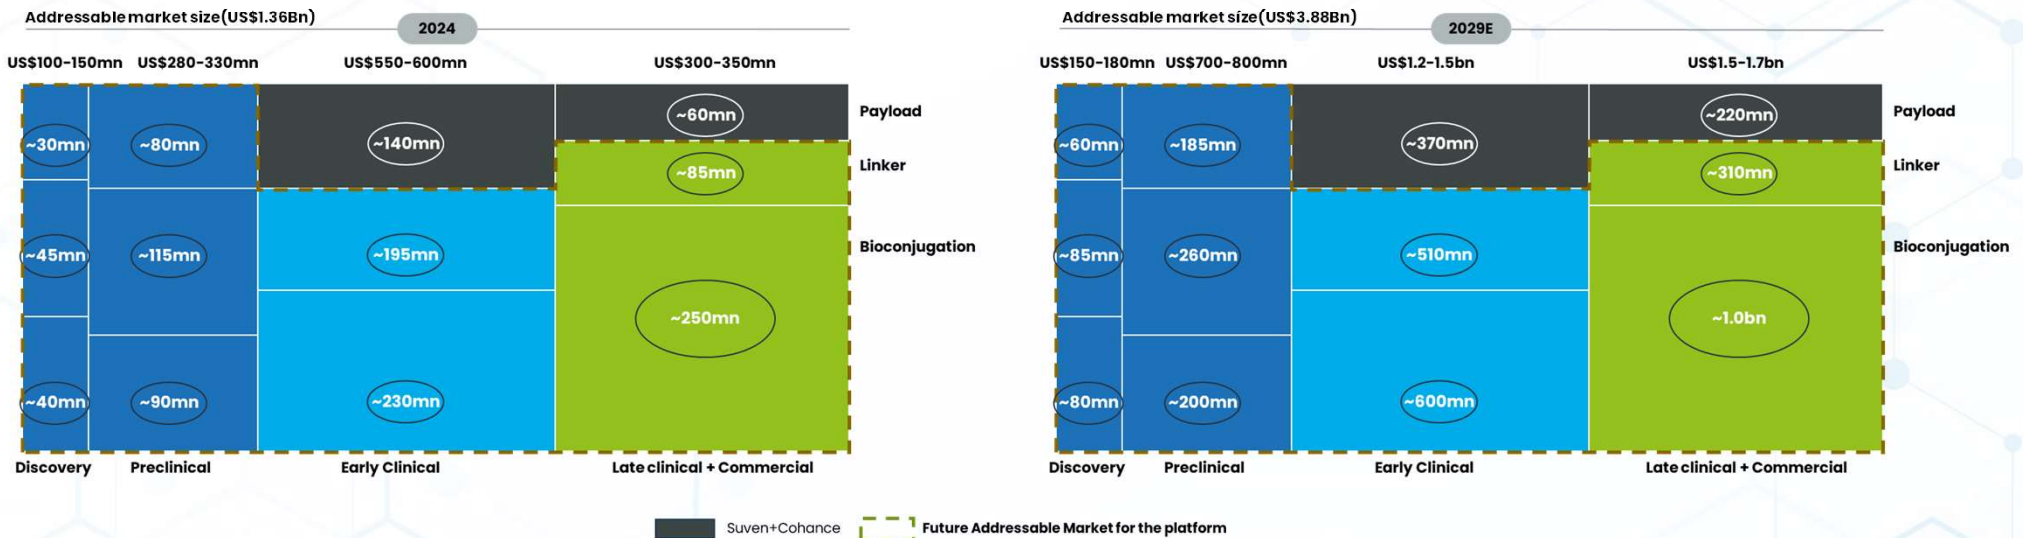 Addressable market size(US$1.36Bn)
2024
US$100-150mn US$280-330mn US$550-600mn US$300-350mn
~30mn ~80mn ~140mn ~60mn Payload
~85mn Linker
~45mn ~115mn ~195mn Bioconjugation
~250mn
~40mn ~90mn ~230mn
Discovery Preclinical Early Clinical Late clinical + Commercial
Addressable market síze(US$3.88Bn)
2029E
US$150-180mn US$700-800mn US$1.2-1.5bn US$1.5-1.7bn
~60mn ~185mn ~370mn ~220mn Payload
~310mn Linker
~85mn ~260mn ~510mn Bioconjugation
~1.0bn
~80mn ~200mn ~600mn
Discovery Preclinical Early Clinical Late clinical + Commercial
Suven+Cohance Future Addressable Market for the platform